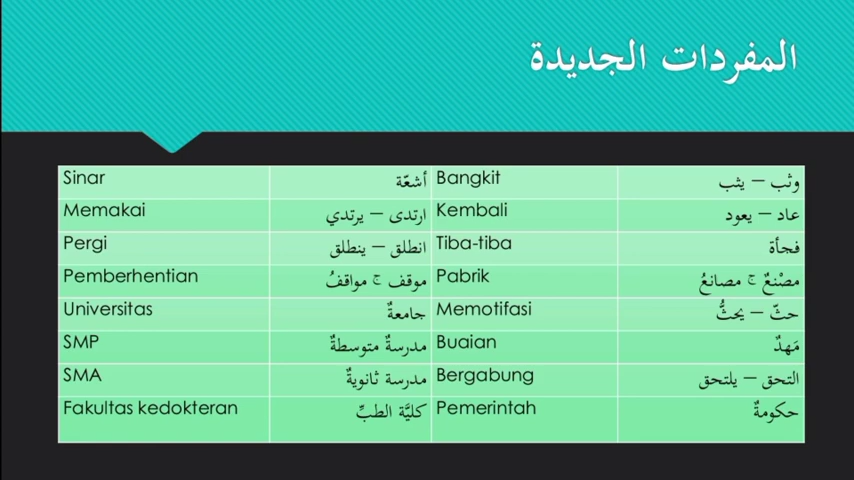 المفردات الجديدة
Sinar أشعّة Bangkit وثب – يثب
Memakai ارتدى – يرتدي Kembali عاد – يعود
Pergi انطلق – ينطلق Tiba-tiba فجأة
Pemberhentian موقف ج مواقفُ Pabrik مصْنعٌ ج مصانعُ
Universitas جامعةٌ Memotifasi حثّ – يحثُّ
SMP مدرسةٌ متوسطةٌ Buaian مَهدٌ
SMA مدرسة ثانويةٌ Bergabung التحق – يلتحق
Fakultas kedokteran كليَّة الطبِّ Pemerintah حكومةٌ